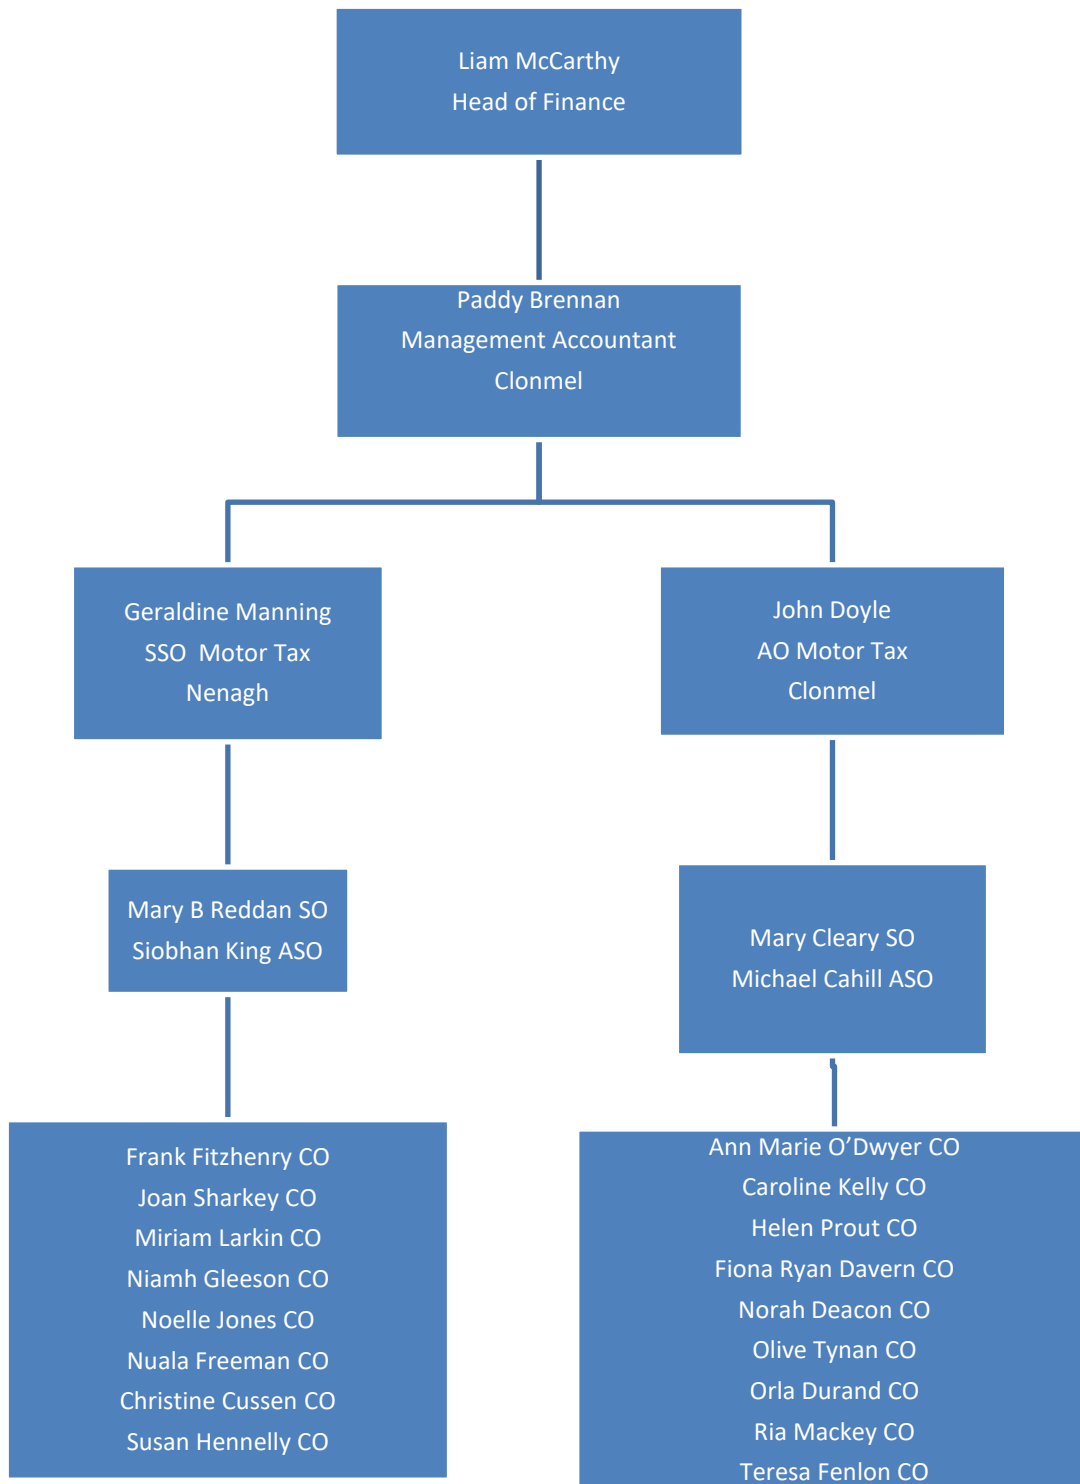 Liam McCarthy
Head of Finance
Paddy Brennan
Management Accountant
Clonmel
Geraldine Manning
SSO  Motor Tax
Nenagh
John Doyle
AO Motor Tax
Clonmel
Mary B Reddan SO
Siobhan King ASO
Mary Cleary SO
Michael Cahill ASO
Frank Fitzhenry CO
Joan Sharkey CO
Miriam Larkin CO
Niamh Gleeson CO
Noelle Jones CO
Nuala Freeman CO
Christine Cussen CO
Susan Hennelly CO
Ann Marie O’Dwyer CO
Caroline Kelly CO
Helen Prout CO
Fiona Ryan Davern CO
Norah Deacon CO
Olive Tynan CO
Orla Durand CO
Ria Mackey CO
Teresa Fenlon CO